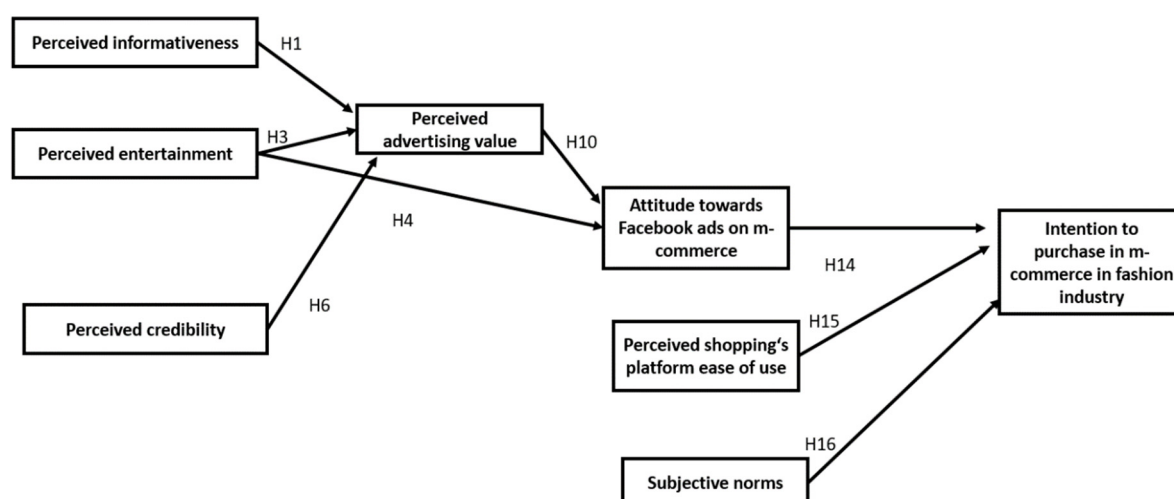 Perceived informativeness
H1
Perceived
advertising value
H3
Perceived entertainment
H10
H4
Attitude towards
Facebook ads on m-
commerce
Intention to
purchase in m-
commerce in fashion
industry
H14
H6
Perceived credibility
H15
Perceived shopping‘s
platform ease of use
H16
Subjective norms